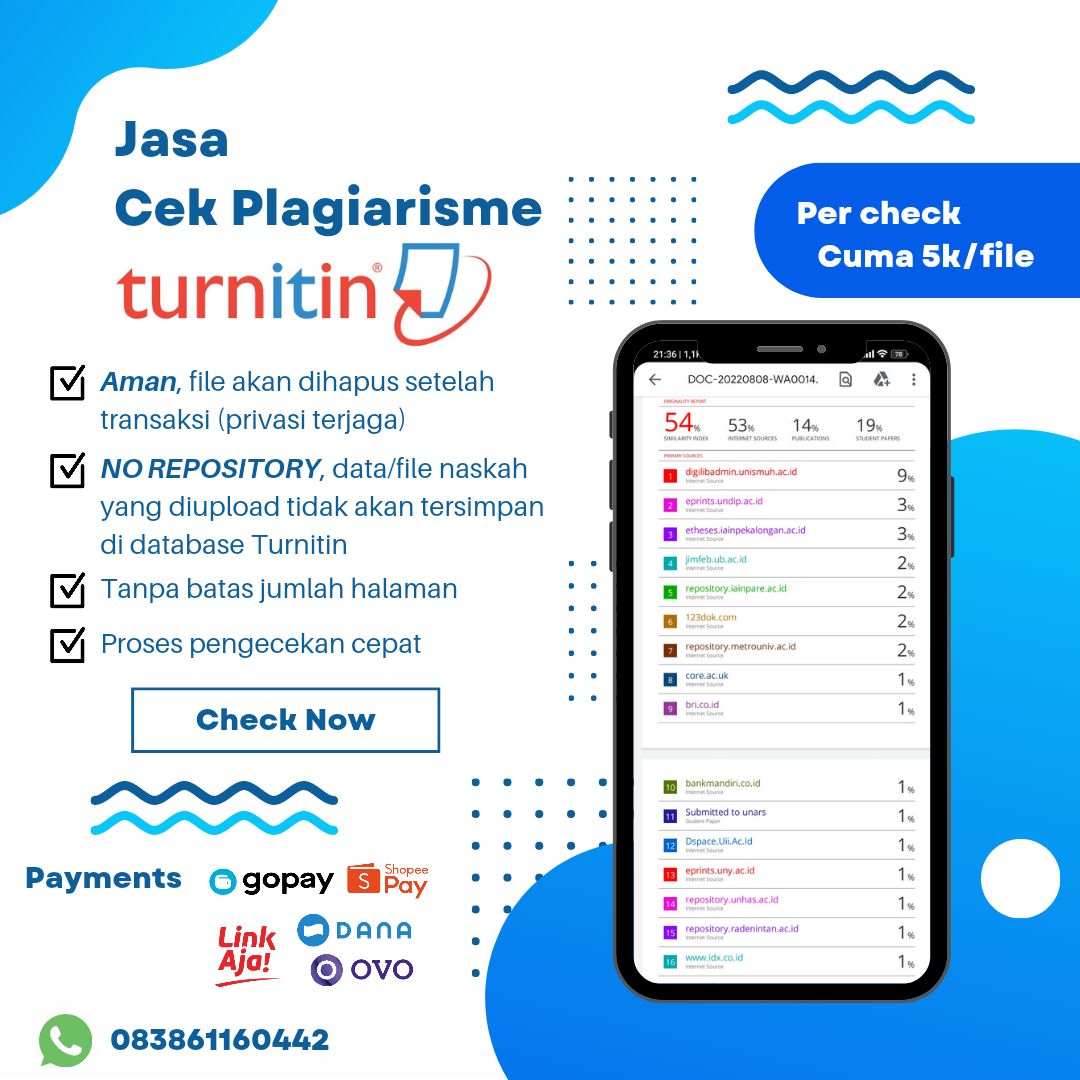 Jasa
Cek Plagiarisme
turnitin®
Per check
Cuma 5k/file
Aman, file akan dihapus setelah
transaksi (privasi terjaga)
NO REPOSITORY, data/file naskah
yang diupload tidak akan tersimpan
di database Turnitin
Tanpa batas jumlah halaman
Proses pengecekan cepat
Check Now
Payments
gopay
Shopee
Pay
Link
Aja!
DANA
OVO
083861160442
21:36 | 1,1
78
DOC-20220808-WA0014.
ORIGINALITY REPORT
54% 53% 14% 19%
SIMILARITY INDEX INTERNET SOURCES PUBLICATIONS STUDENT PAPERS
PRIMARY SOURCES
1 digilibadmin.unismuh.ac.id 9%
Internet Source
2 eprints.undip.ac.id 3%
Internet Source
3 etheses.iainpekalongan.ac.id 3%
Internet Source
4 jimfeb.ub.ac.id 2%
Internet Source
5 repository.iainpare.ac.id 2%
Internet Source
6 123dok.com 2%
Internet Source
7 repository.metrouniv.ac.id 2%
Internet Source
8 core.ac.uk 1%
Internet Source
9 bri.co.id 1%
Internet Source
10 bankmandiri.co.id 1%
Internet Source
11 Submitted to unars 1%
Student Paper
12 Dspace.Uii.Ac.Id 1%
Internet Source
13 eprints.uny.ac.id 1%
Internet Source
14 repository.unhas.ac.id 1%
Internet Source
15 repository.radenintan.ac.id 1%
Internet Source
16 www.idx.co.id 1%
Internet Source